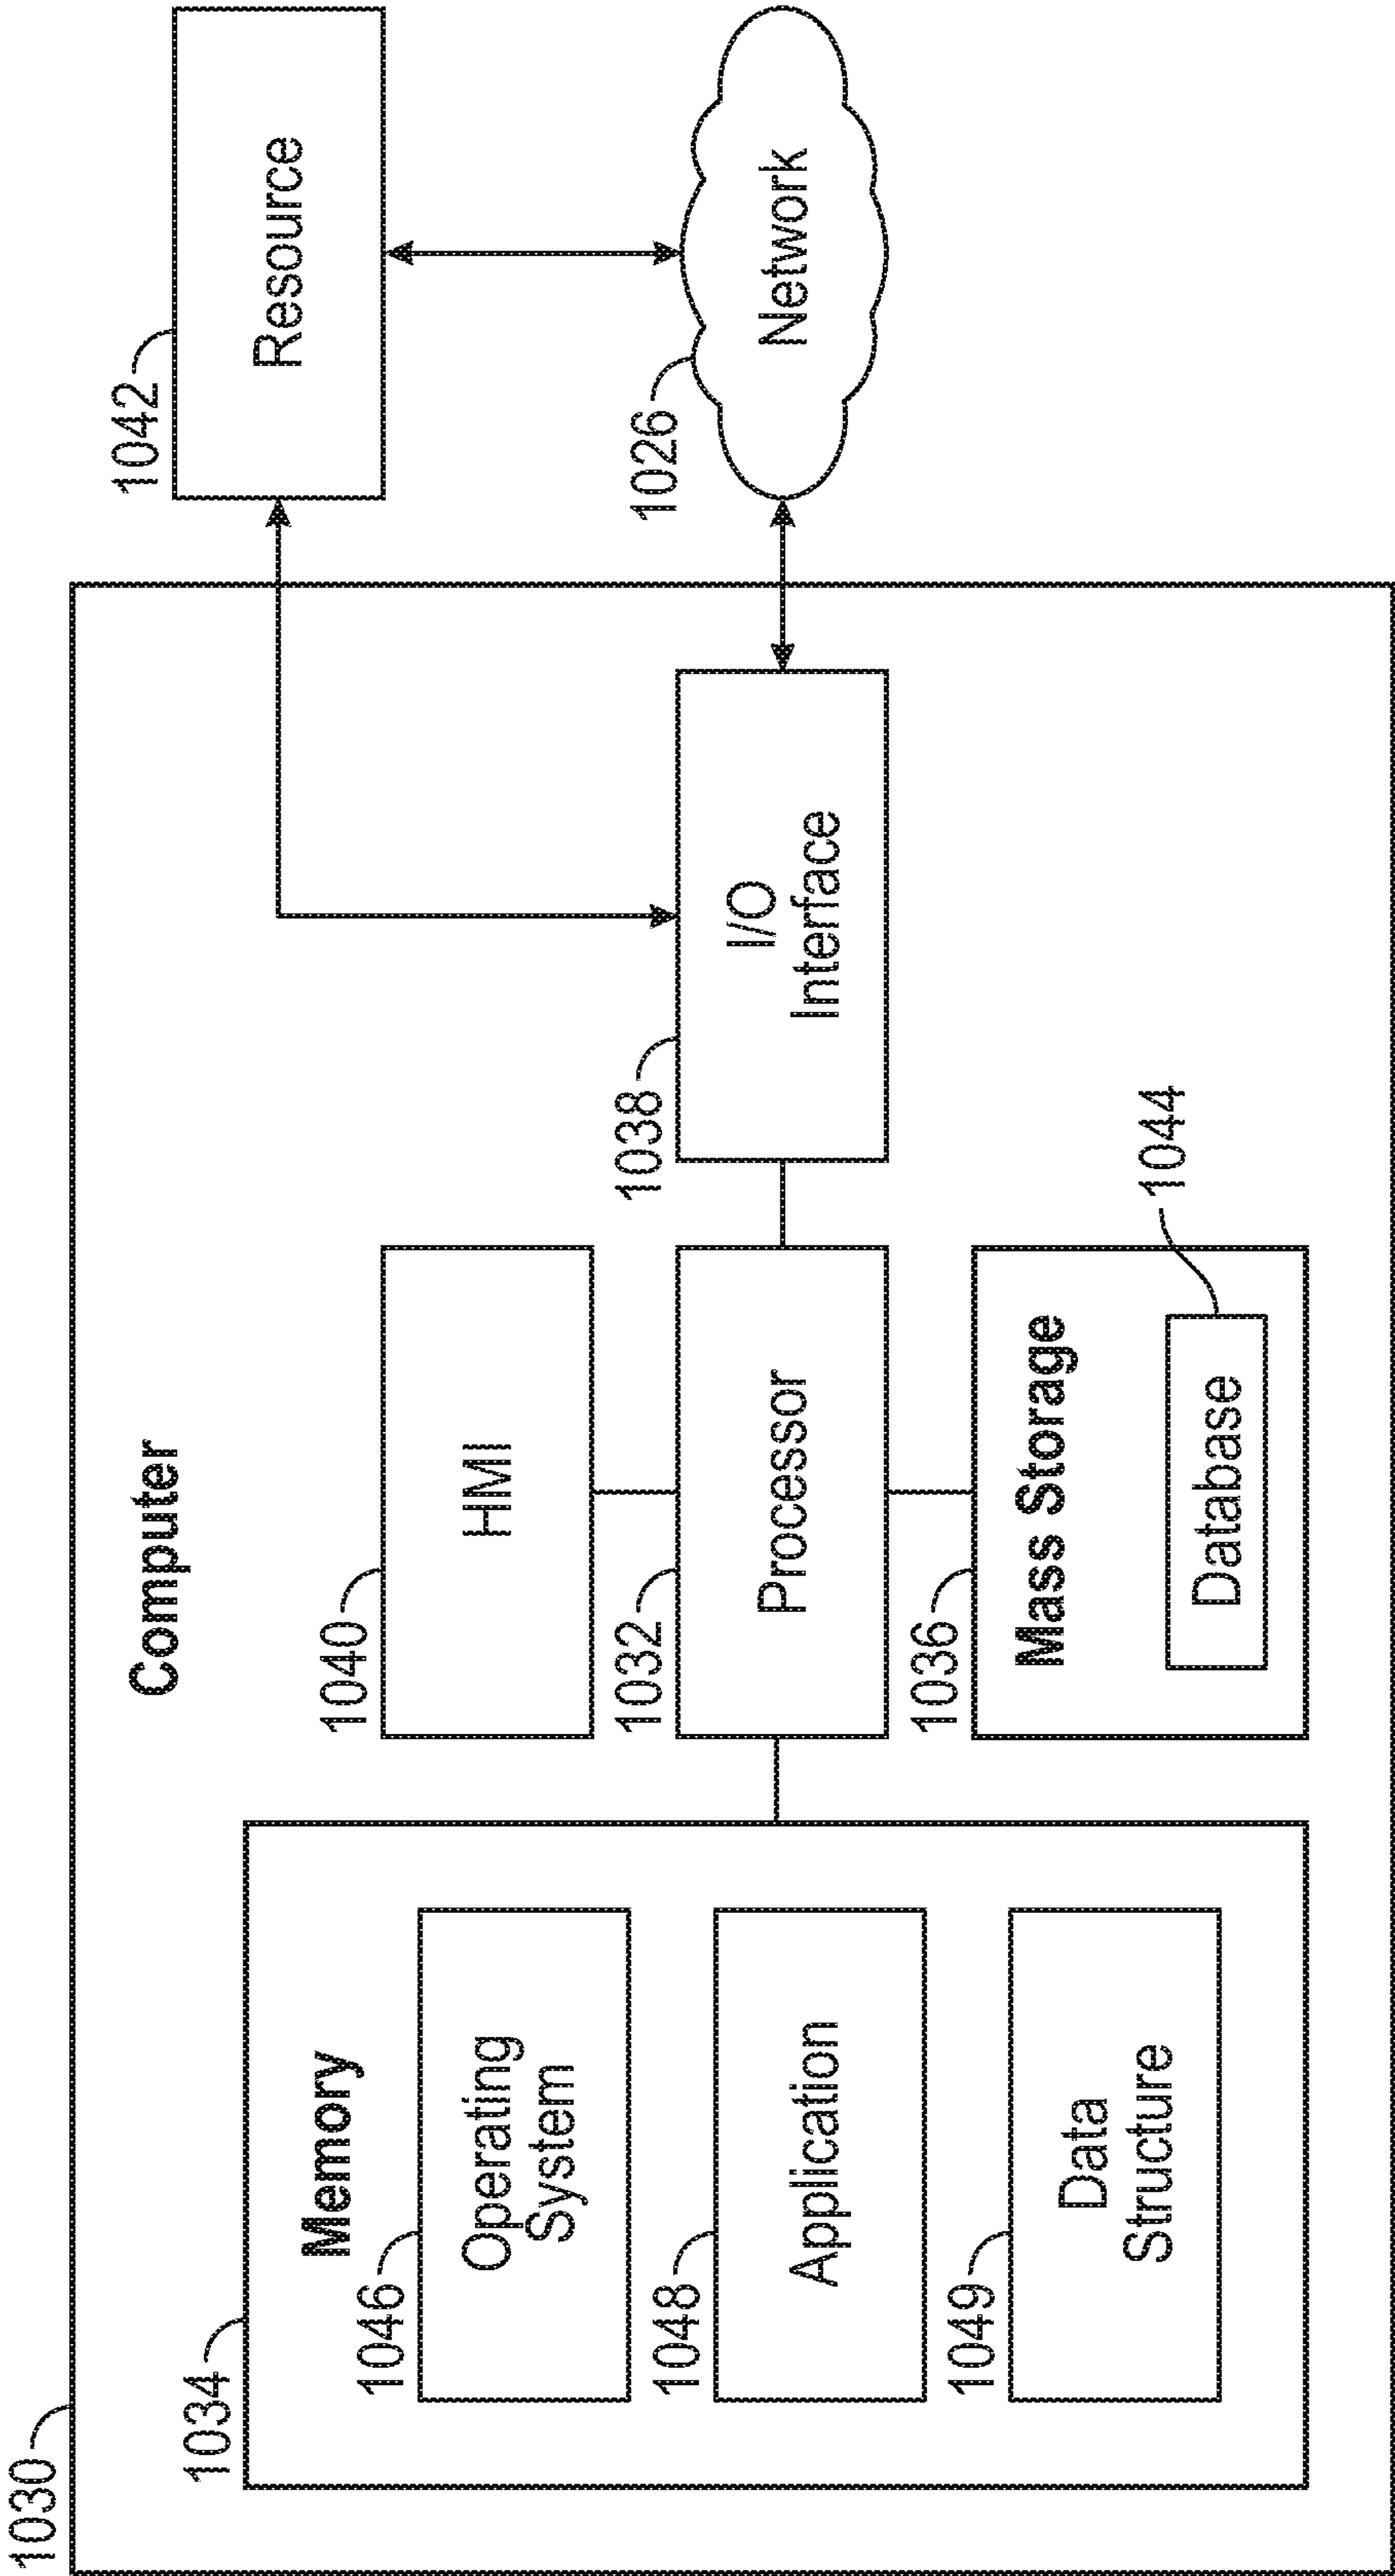 1030
Computer
1034
Memory
1046
Operating
System
1048
Application
1049
Data
Structure
1040
HMI
1032
Processor
1036
Mass Storage
Database
1044
1038
I/O
Interface
1042
Resource
1026
Network